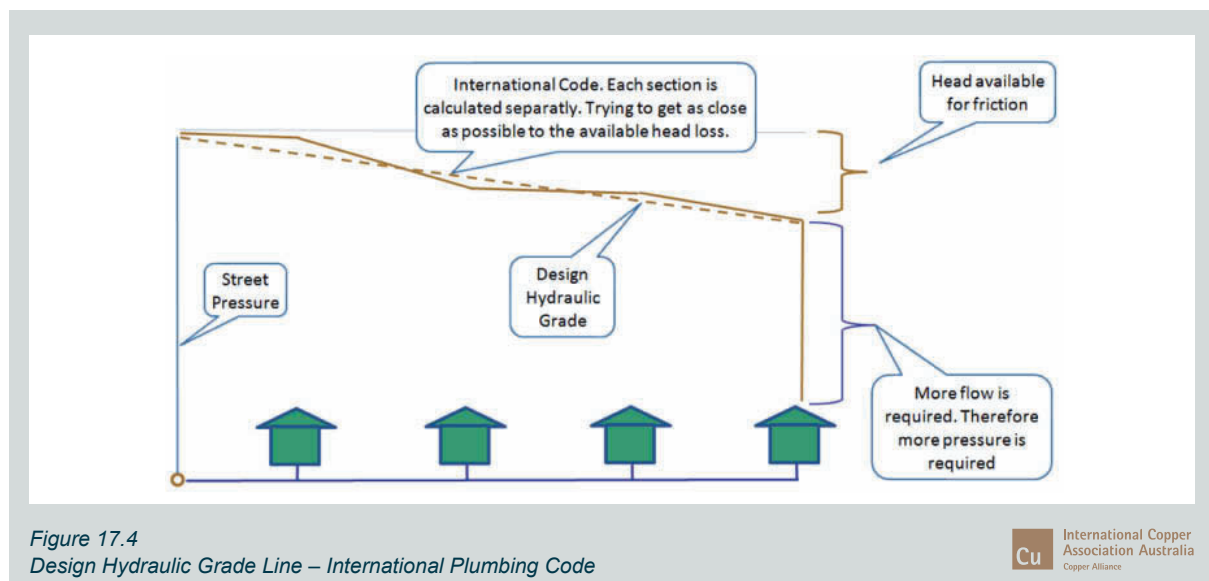 International Code. Each section is
calculated separatly. Trying to get as close
as possible to the available head loss.
Head available
for friction
Street
Pressure
Design
Hydraulic
Grade
More flow is
required. Therefore
more pressure is
required
Figure 17.4
Design Hydraulic Grade Line – International Plumbing Code
Cu
International Copper
Association Australia
Copper Alliance